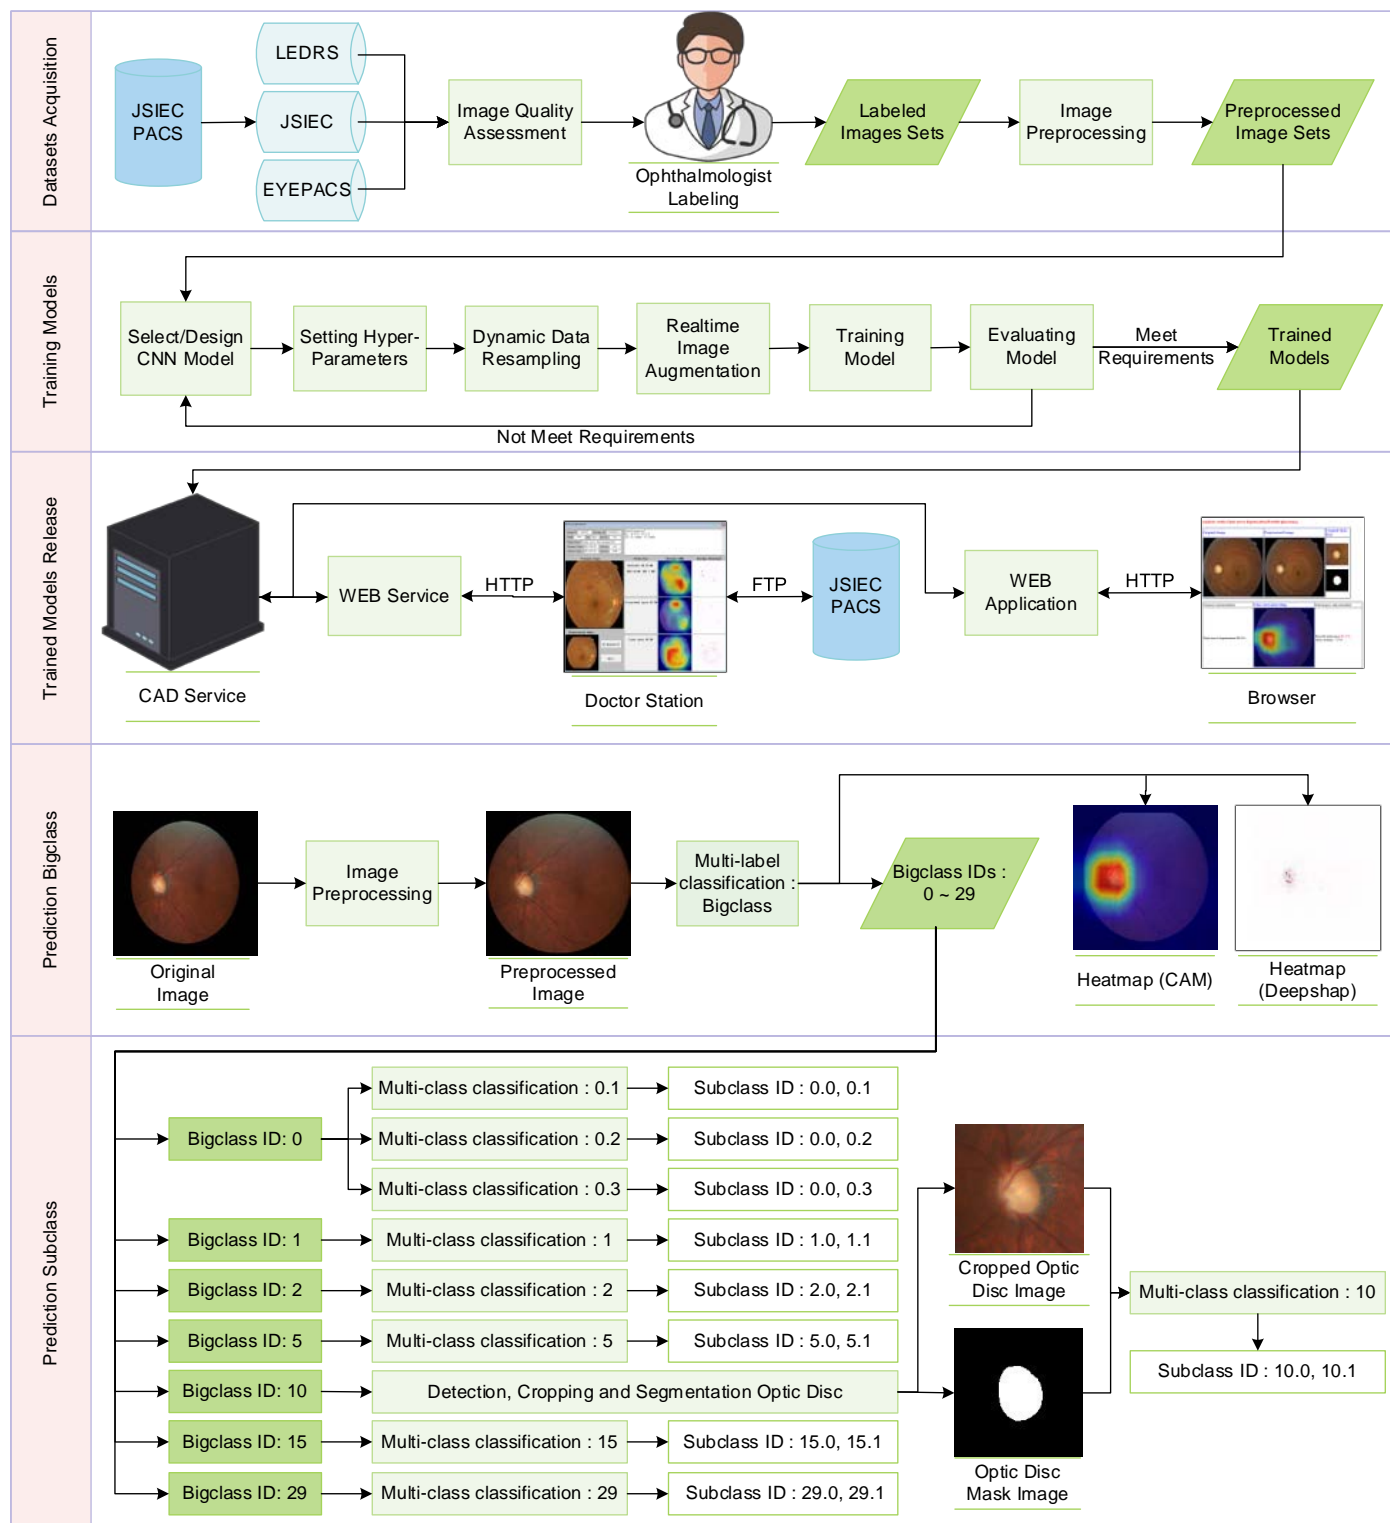 Datasets Acquisition
JSIEC
PACS
LEDRS
JSIEC
EYEPACS
Image Quality
Assessment
Ophthalmologist
Labeling
Labeled
Images Sets
Image
Preprocessing
Preprocessed
Image Sets
Training Models
Select/Design
CNN Model
Setting Hyper-
Parameters
Dynamic Data
Resampling
Realtime
Image
Augmentation
Training
Model
Evaluating
Model
Meet
Requirements
Trained
Models
Not Meet Requirements
Trained Models Release
CAD Service
WEB Service
HTTP
Doctor Station
FTP
JSIEC
PACS
WEB
Application
HTTP
Browser
Prediction Bigclass
Original
Image
Image
Preprocessing
Preprocessed
Image
Multi-label
classification :
Bigclass
Bigclass IDs :
0 ~ 29
Heatmap (CAM)
Heatmap
(Deepshap)
Prediction Subclass
Bigclass ID: 0
Multi-class classification : 0.1
Subclass ID : 0.0, 0.1
Multi-class classification : 0.2
Subclass ID : 0.0, 0.2
Multi-class classification : 0.3
Subclass ID : 0.0, 0.3
Bigclass ID: 1
Multi-class classification : 1
Subclass ID : 1.0, 1.1
Bigclass ID: 2
Multi-class classification : 2
Subclass ID : 2.0, 2.1
Bigclass ID: 5
Multi-class classification : 5
Subclass ID : 5.0, 5.1
Bigclass ID: 10
Detection, Cropping and Segmentation Optic Disc
Cropped Optic
Disc Image
Optic Disc
Mask Image
Multi-class classification : 10
Subclass ID : 10.0, 10.1
Bigclass ID: 15
Multi-class classification : 15
Subclass ID : 15.0, 15.1
Bigclass ID: 29
Multi-class classification : 29
Subclass ID : 29.0, 29.1